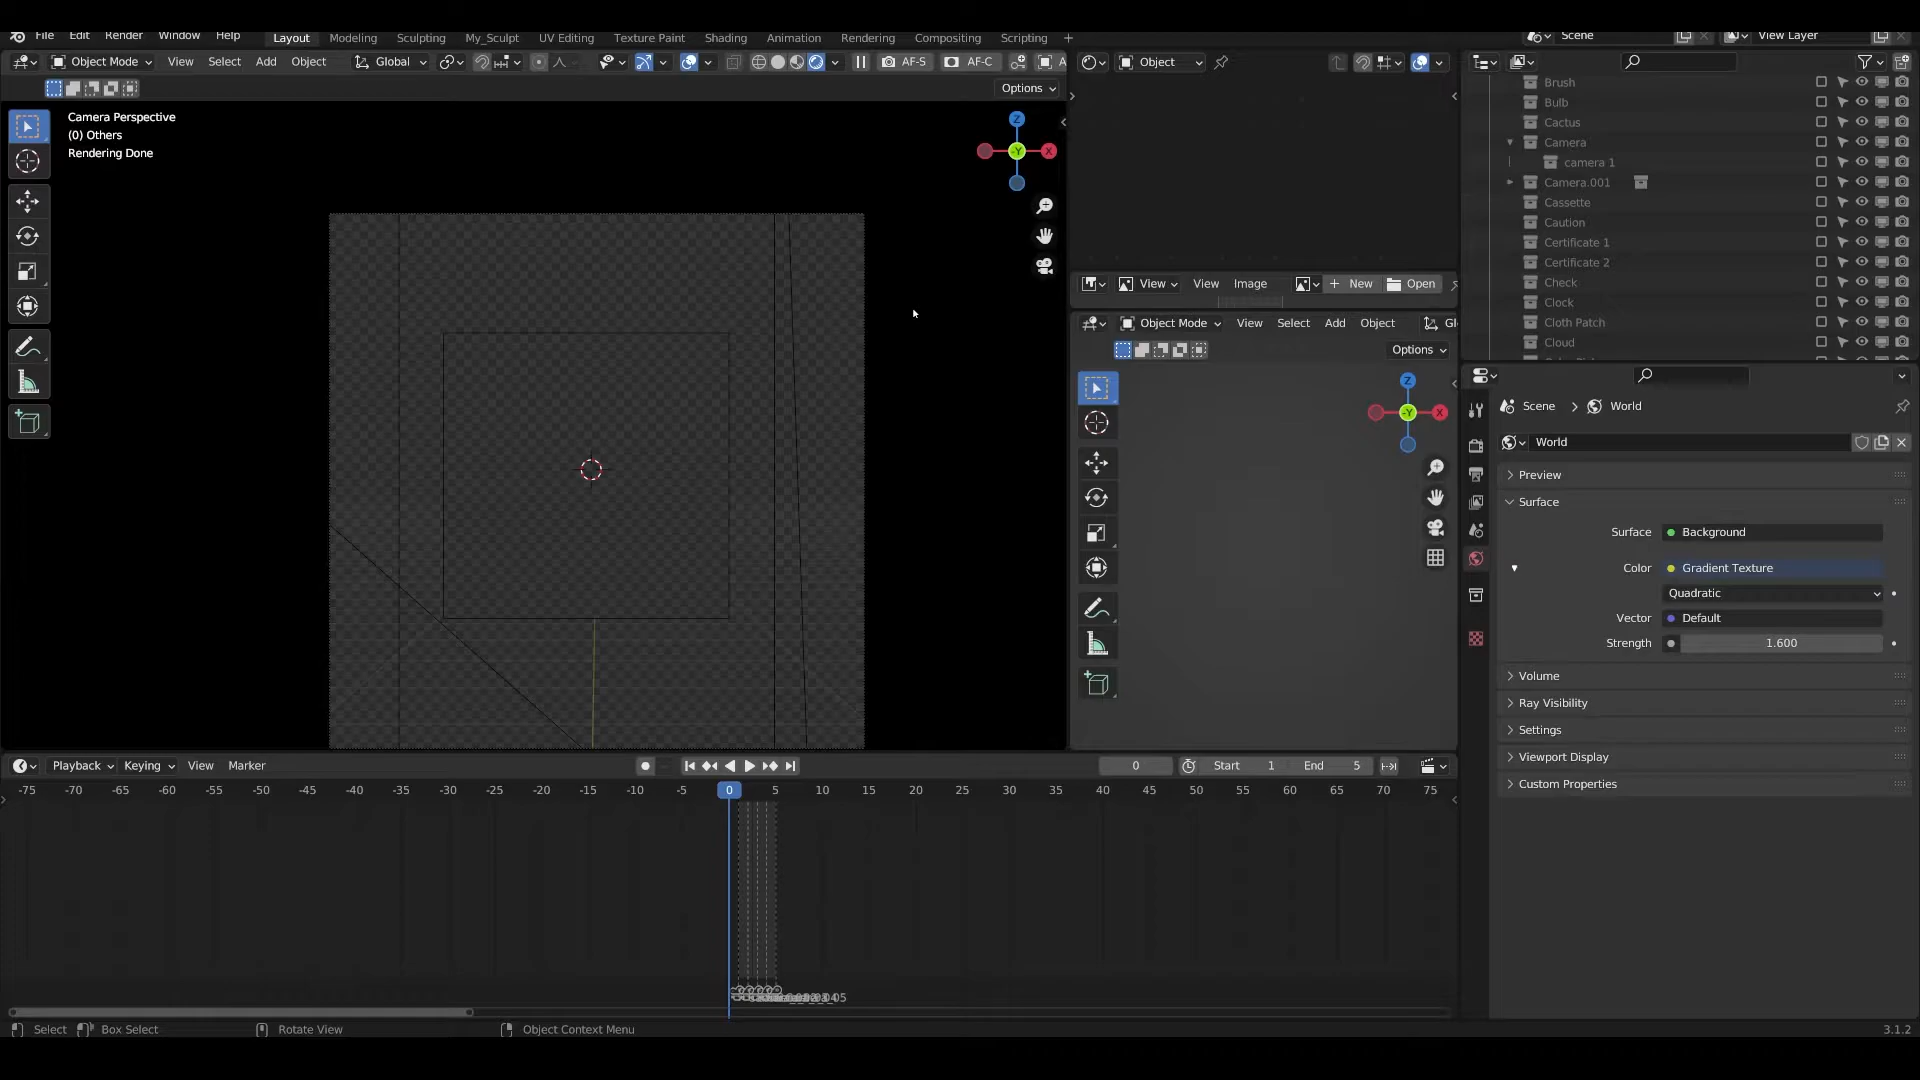 File Edit Render Window Help
Layout Modeling Sculpting My_Sculpt UV Editing Texture Paint Shading Animation Rendering Compositing Scripting +
Scene
View Layer
Object Mode View Select Add Object Global AF-S AF-C
Options
Camera Perspective
(0) Others
Rendering Done
Z
-Y
X
Object
View View Image + New Open
Object Mode View Select Add Object Gl
Options
Z
-Y
X
Brush
Bulb
Cactus
Camera
camera 1
Camera.001
Cassette
Caution
Certificate 1
Certificate 2
Check
Clock
Cloth Patch
Cloud
Scene > World
World
Preview
Surface
Surface Background
Color Gradient Texture
Quadratic
Vector Default
Strength 1.600
Volume
Ray Visibility
Settings
Viewport Display
Custom Properties
Playback Keying View Marker
0 Start 1 End 5
-75 -70 -65 -60 -55 -50 -45 -40 -35 -30 -25 -20 -15 -10 -5 0 5 10 15 20 25 30 35 40 45 50 55 60 65 70 75
Select Box Select Rotate View Object Context Menu
3.1.2